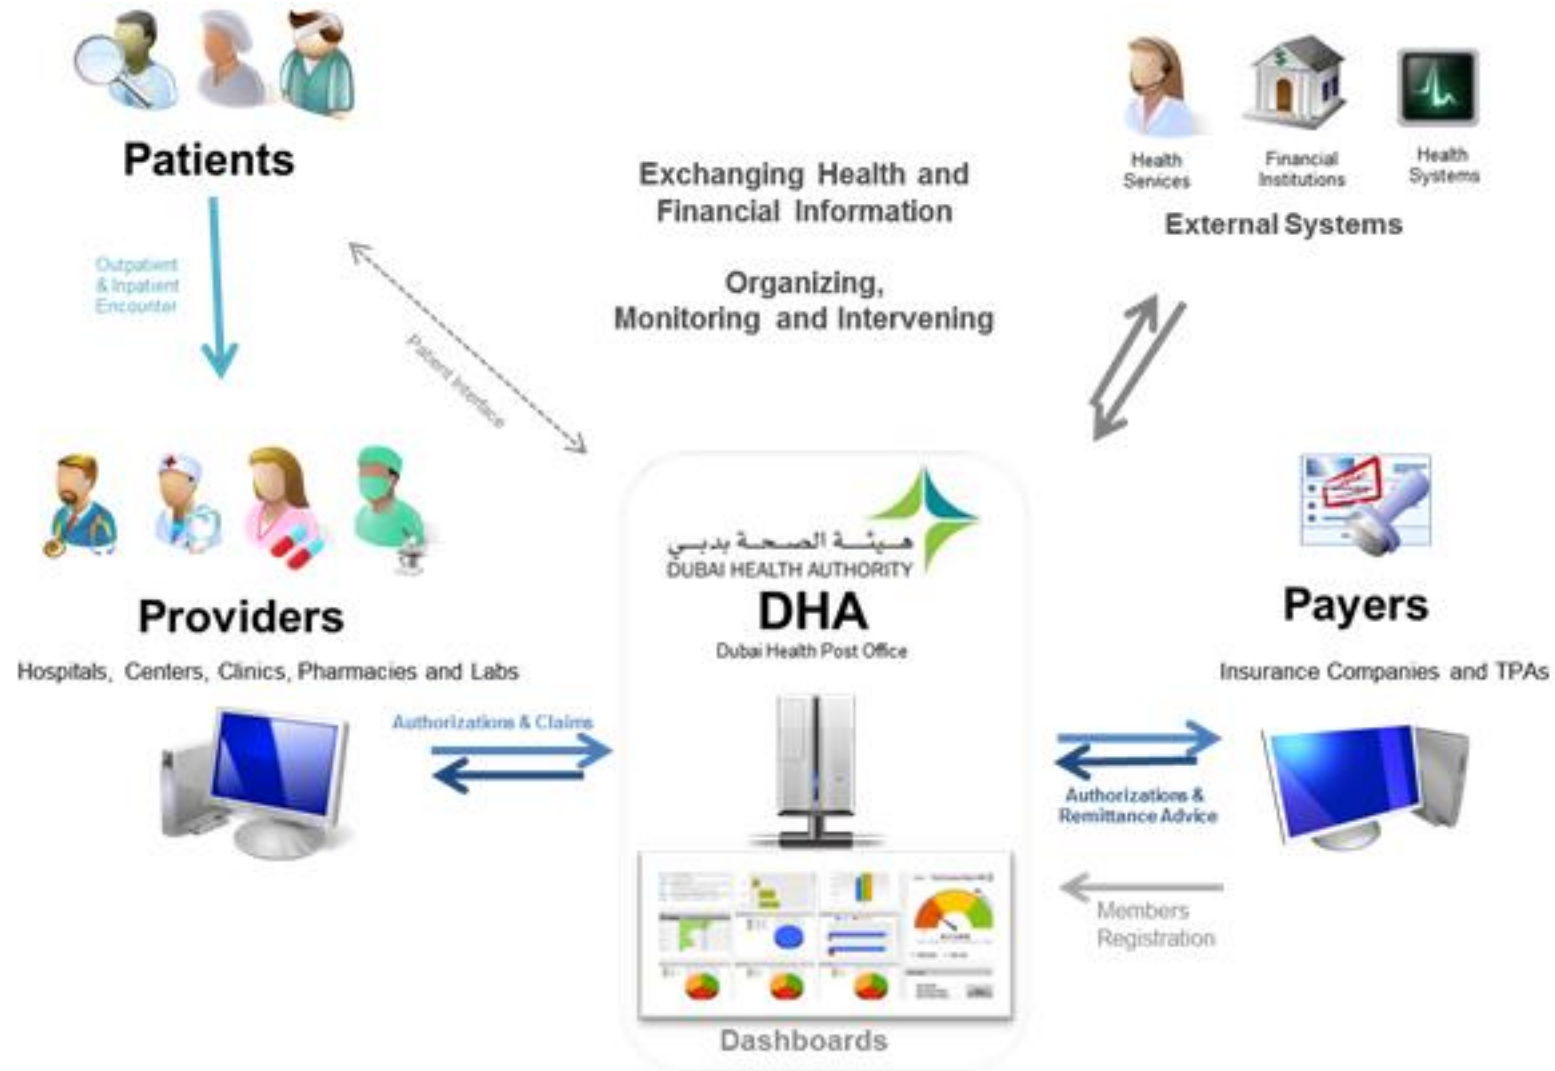 Patients
Outpatient
& Inpatient
Encounter
Patient Interface
Exchanging Health and
Financial Information
Organizing,
Monitoring and Intervening
Health
Services
Financial
Institutions
Health
Systems
External Systems
Providers
Hospitals, Centers, Clinics, Pharmacies and Labs
Authorizations & Claims
هيئة الصحة بدبي
DUBAI HEALTH AUTHORITY
DHA
Dubai Health Post Office
Dashboards
Payers
Insurance Companies and TPAs
Authorizations &
Remittance Advice
Members
Registration